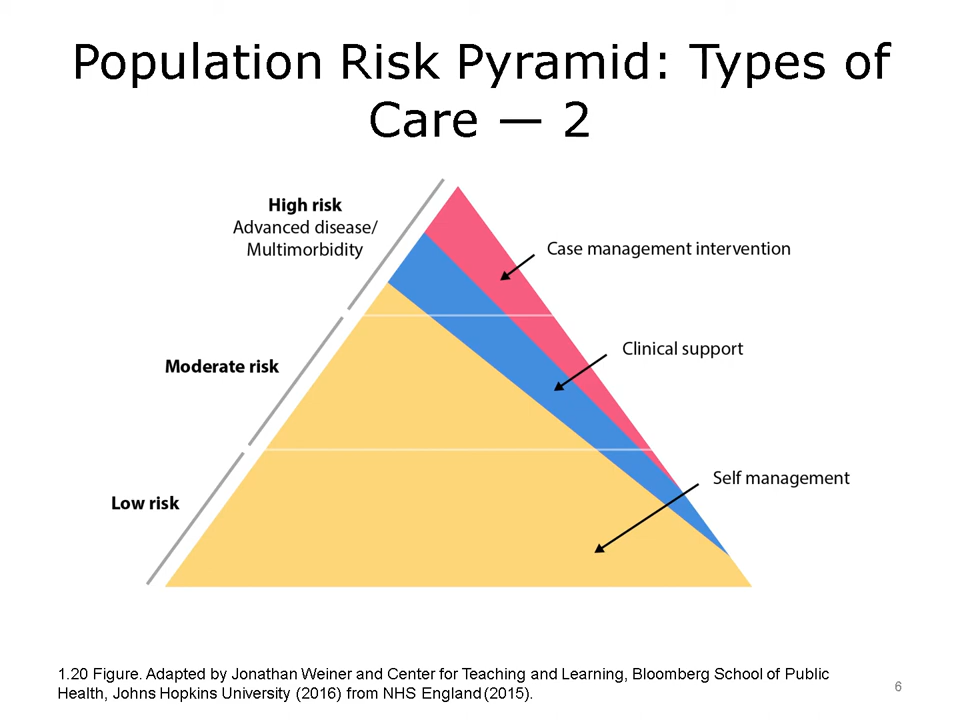 Population Risk Pyramid: Types of
Care — 2
High risk
Advanced disease/
Multimorbidity
Case management intervention
Clinical support
Moderate risk
Self management
Low risk
1.20 Figure. Adapted by Jonathan Weiner and Center for Teaching and Learning, Bloomberg School of Public
Health, Johns Hopkins University (2016) from NHS England (2015).
6